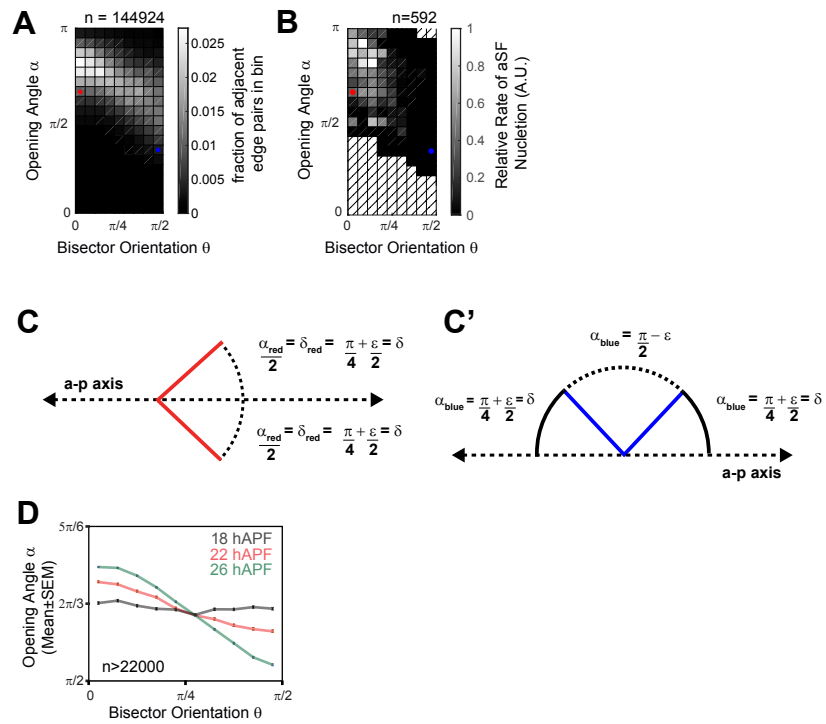 A
n = 144924
π
π/2
0
Opening Angle α
0
π/4
π/2
Bisector Orientation θ
0.025
0.02
0.015
0.01
0.005
0
fraction of adjacent
edge pairs in bin
B
n=592
π
π/2
0
Opening Angle α
0
π/4
π/2
Bisector Orientation θ
1
0.8
0.6
0.4
0.2
0
Relative Rate of aSF
Nucletion (A.U.)
C
a-p axis
α_red/2 = δ_red = π/4 + ε/2 = δ
α_red/2 = δ_red = π/4 + ε/2 = δ
C'
α_blue = π/2 − ε
α_blue = π/4 + ε/2 = δ
α_blue = π/4 + ε/2 = δ
a-p axis
D
5π/6
2π/3
π/2
Opening Angle α
(Mean±SEM)
18 hAPF
22 hAPF
26 hAPF
n>22000
0
π/4
π/2
Bisector Orientation θ